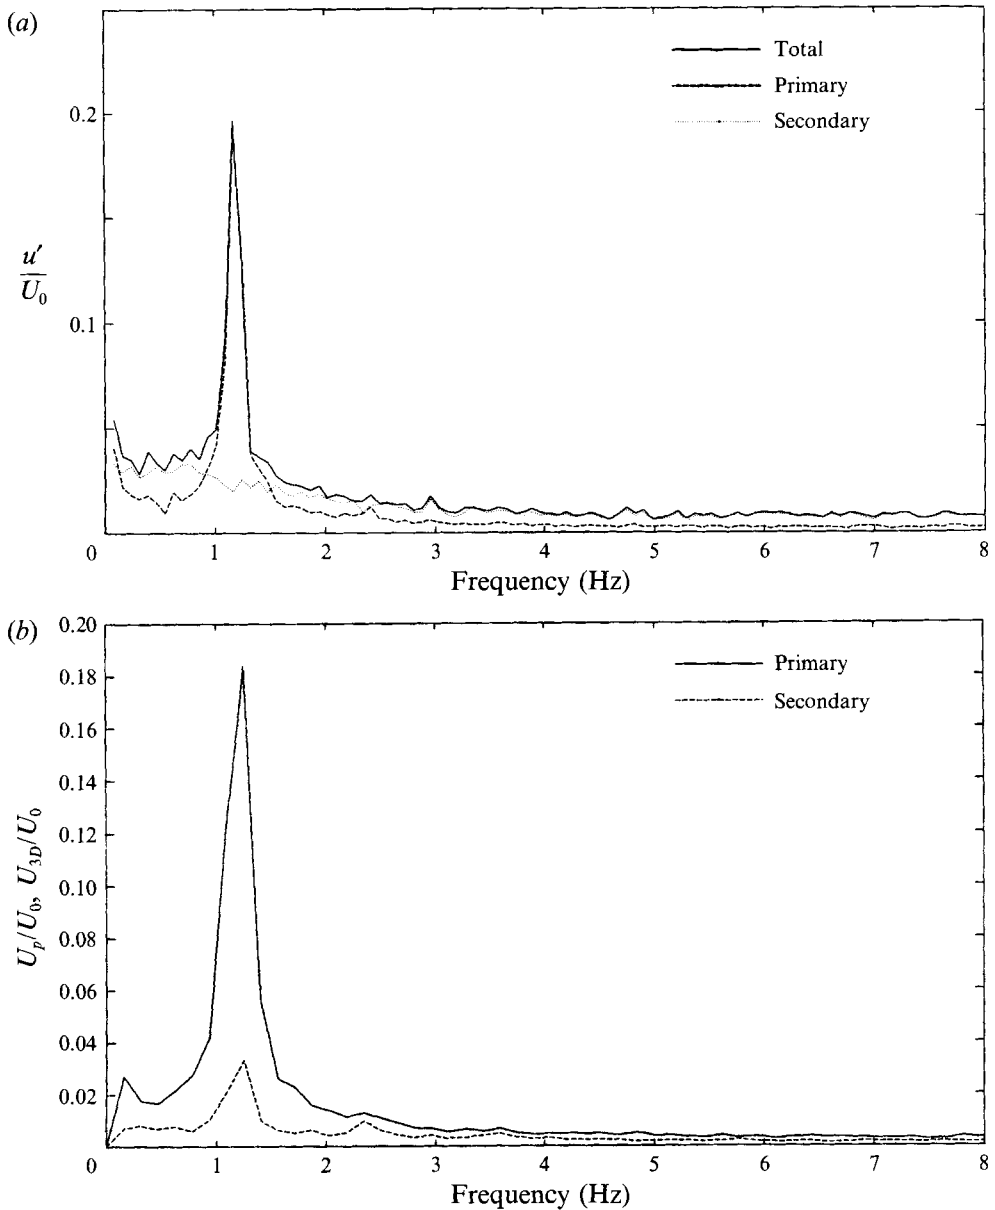 (a)
Total
Primary
Secondary
0.2
0.1
u′
U₀
0 1 2 3 4 5 6 7 8
Frequency (Hz)
(b)
Primary
Secondary
0.20
0.18
0.16
0.14
0.12
0.10
0.08
0.06
0.04
0.02
U_p/U₀, U_3D/U₀
0 1 2 3 4 5 6 7 8
Frequency (Hz)